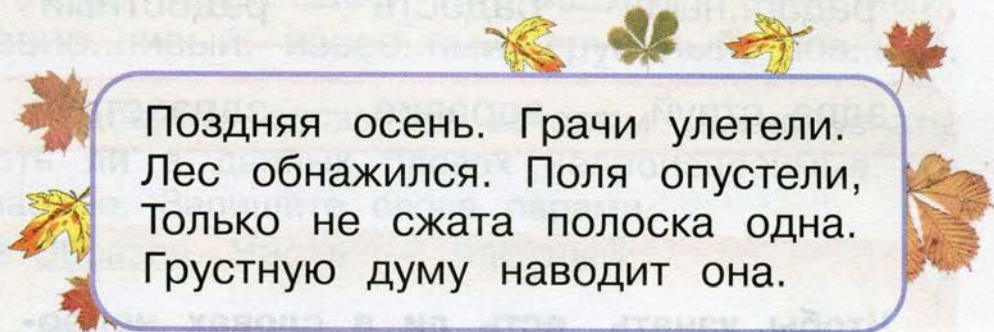 Поздняя осень. Грачи улетели.
Лес обнажился. Поля опустели,
Только не сжата полоска одна.
Грустную думу наводит она.